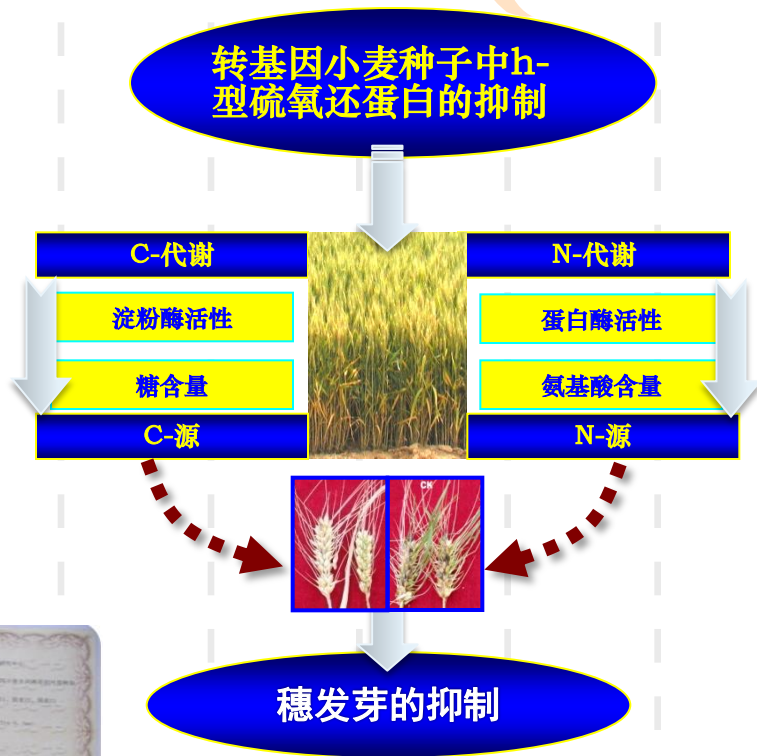 转基因小麦种子中h-
型硫氧还蛋白的抑制
C-代谢
N-代谢
淀粉酶活性
蛋白酶活性
糖含量
氨基酸含量
C-源
N-源
CK
穗发芽的抑制